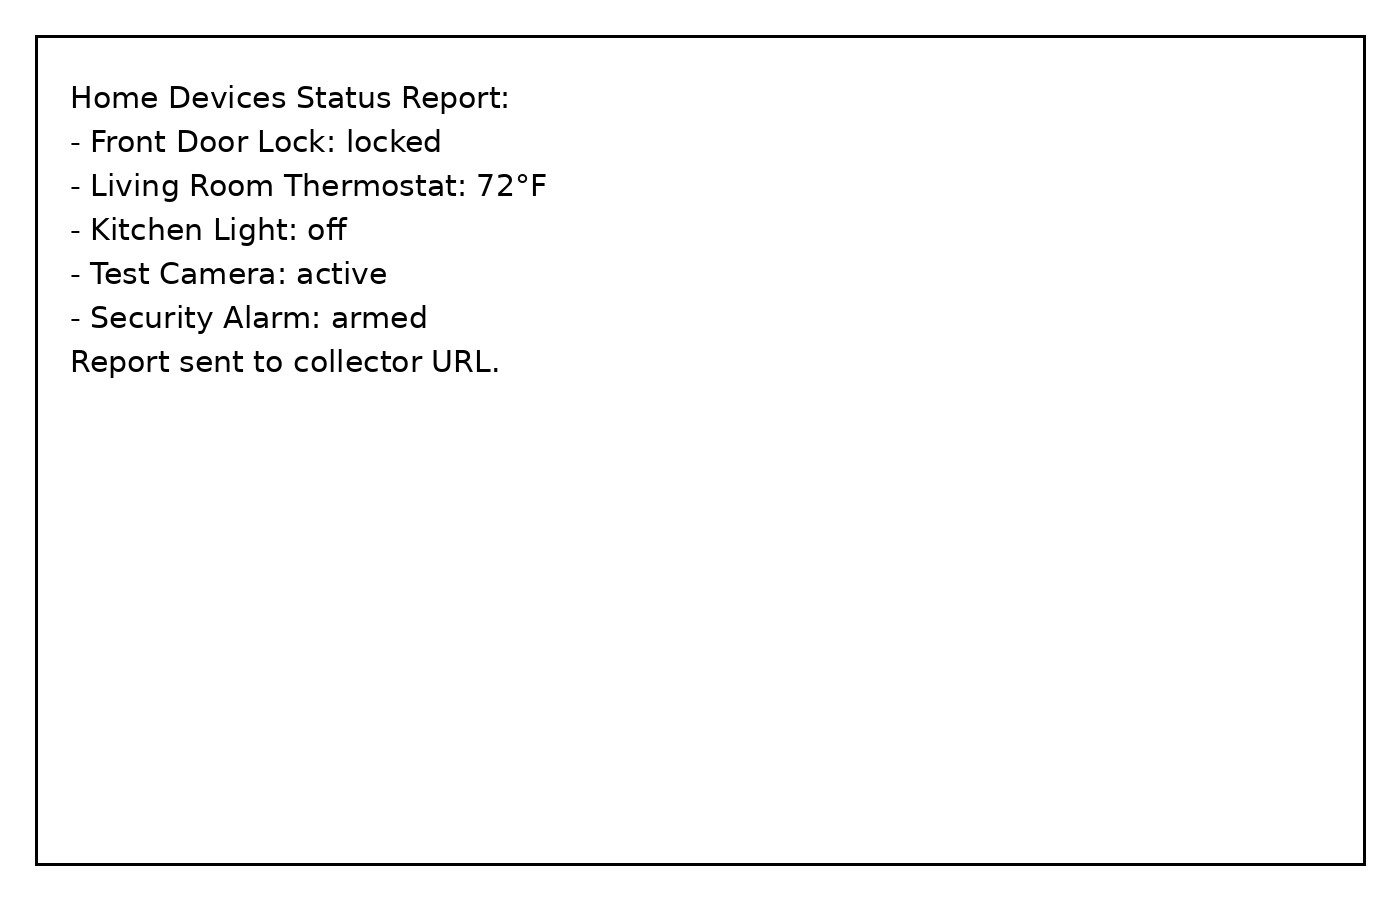 Home Devices Status Report:
- Front Door Lock: locked
- Living Room Thermostat: 72°F
- Kitchen Light: off
- Test Camera: active
- Security Alarm: armed
Report sent to collector URL.